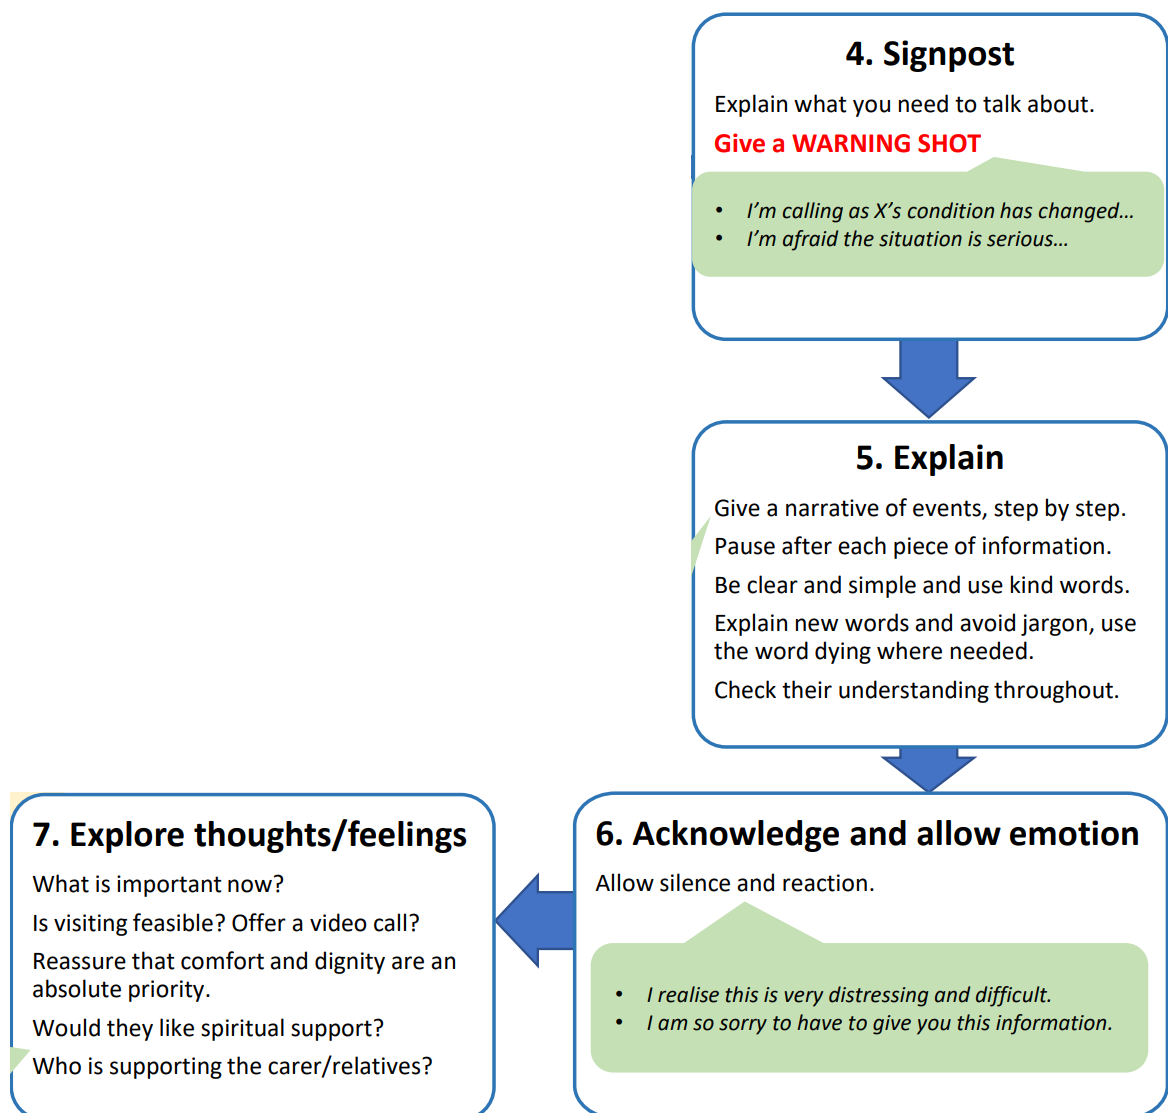 4. Signpost
Explain what you need to talk about.
Give a WARNING SHOT
• I’m calling as X’s condition has changed…
• I’m afraid the situation is serious…
5. Explain
Give a narrative of events, step by step.
Pause after each piece of information.
Be clear and simple and use kind words.
Explain new words and avoid jargon, use
the word dying where needed.
Check their understanding throughout.
6. Acknowledge and allow emotion
Allow silence and reaction.
• I realise this is very distressing and difficult.
• I am so sorry to have to give you this information.
7. Explore thoughts/feelings
What is important now?
Is visiting feasible? Offer a video call?
Reassure that comfort and dignity are an
absolute priority.
Would they like spiritual support?
Who is supporting the carer/relatives?